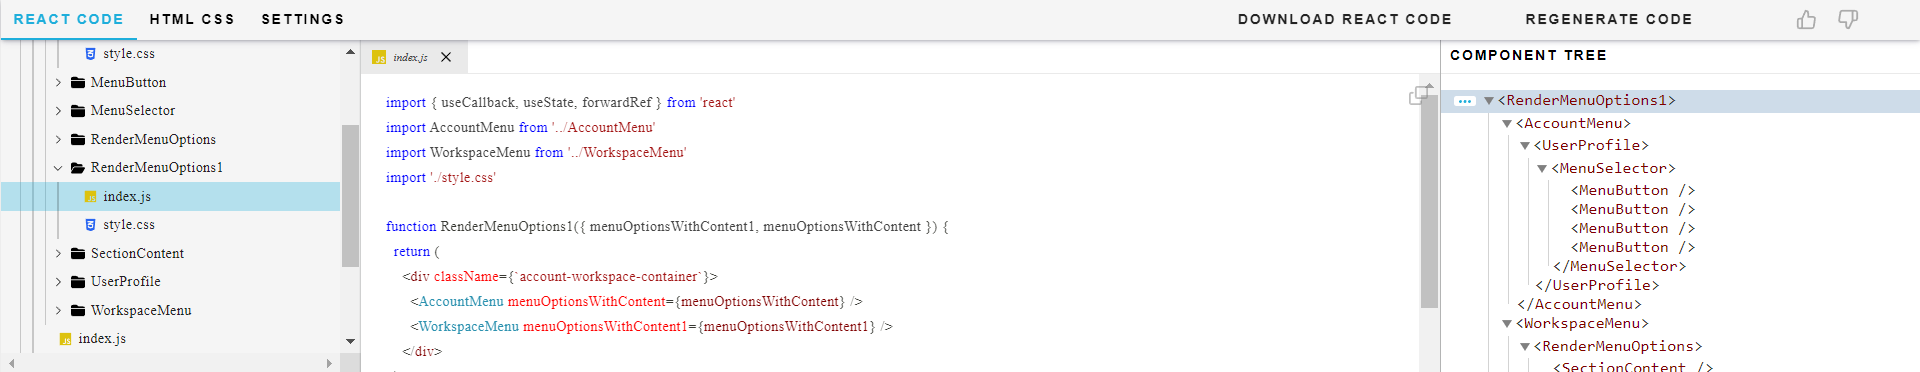 REACT CODE HTML CSS SETTINGS DOWNLOAD REACT CODE REGENERATE CODE
style.css
MenuButton
MenuSelector
RenderMenuOptions
RenderMenuOptions1
index.js
style.css
SectionContent
UserProfile
WorkspaceMenu
index.js
index.js
import { useCallback, useState, forwardRef } from 'react'
import AccountMenu from '../AccountMenu'
import WorkspaceMenu from '../WorkspaceMenu'
import './style.css'
function RenderMenuOptions1({ menuOptionsWithContent1, menuOptionsWithContent }) {
return (
<div className={`account-workspace-container`}>
<AccountMenu menuOptionsWithContent={menuOptionsWithContent} />
<WorkspaceMenu menuOptionsWithContent1={menuOptionsWithContent1} />
</div>
COMPONENT TREE
<RenderMenuOptions1>
<AccountMenu>
<UserProfile>
<MenuSelector>
<MenuButton />
<MenuButton />
<MenuButton />
<MenuButton />
</MenuSelector>
</UserProfile>
</AccountMenu>
<WorkspaceMenu>
<RenderMenuOptions>
<SectionContent />